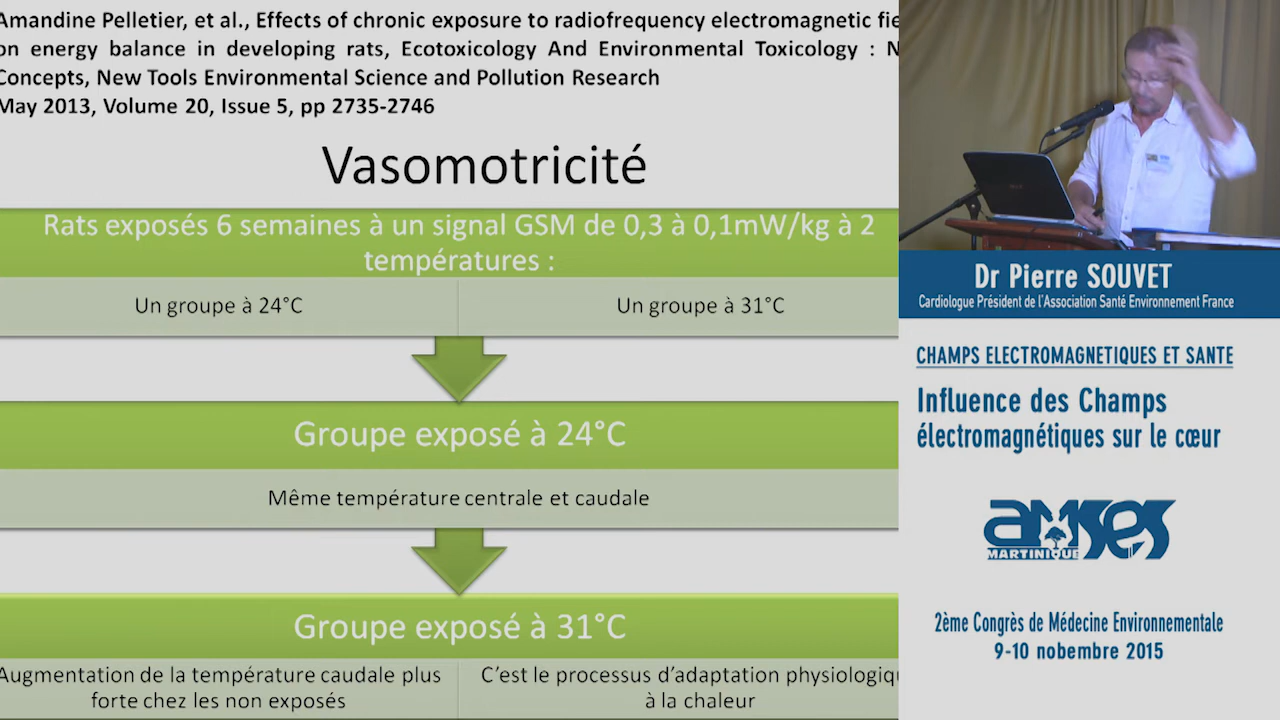 Amandine Pelletier, et al., Effects of chronic exposure to radiofrequency electromagnetic fie
on energy balance in developing rats, Ecotoxicology And Environmental Toxicology : N
Concepts, New Tools Environmental Science and Pollution Research
May 2013, Volume 20, Issue 5, pp 2735-2746
Vasomotricité
Rats exposés 6 semaines à un signal GSM de 0,3 à 0,1mW/kg à 2
températures :
Un groupe à 24°C
Un groupe à 31°C
Groupe exposé à 24°C
Même température centrale et caudale
Groupe exposé à 31°C
Augmentation de la température caudale plus
forte chez les non exposés
C'est le processus d'adaptation physiologiqu
à la chaleur
Dr Pierre SOUVET
Cardiologue Président de l'Association Santé Environnement France
CHAMPS ELECTROMAGNETIQUES ET SANTE
Influence des Champs
électromagnétiques sur le cœur
amses
MARTINIQUE
2ème Congrès de Médecine Environnementale
9-10 nobembre 2015